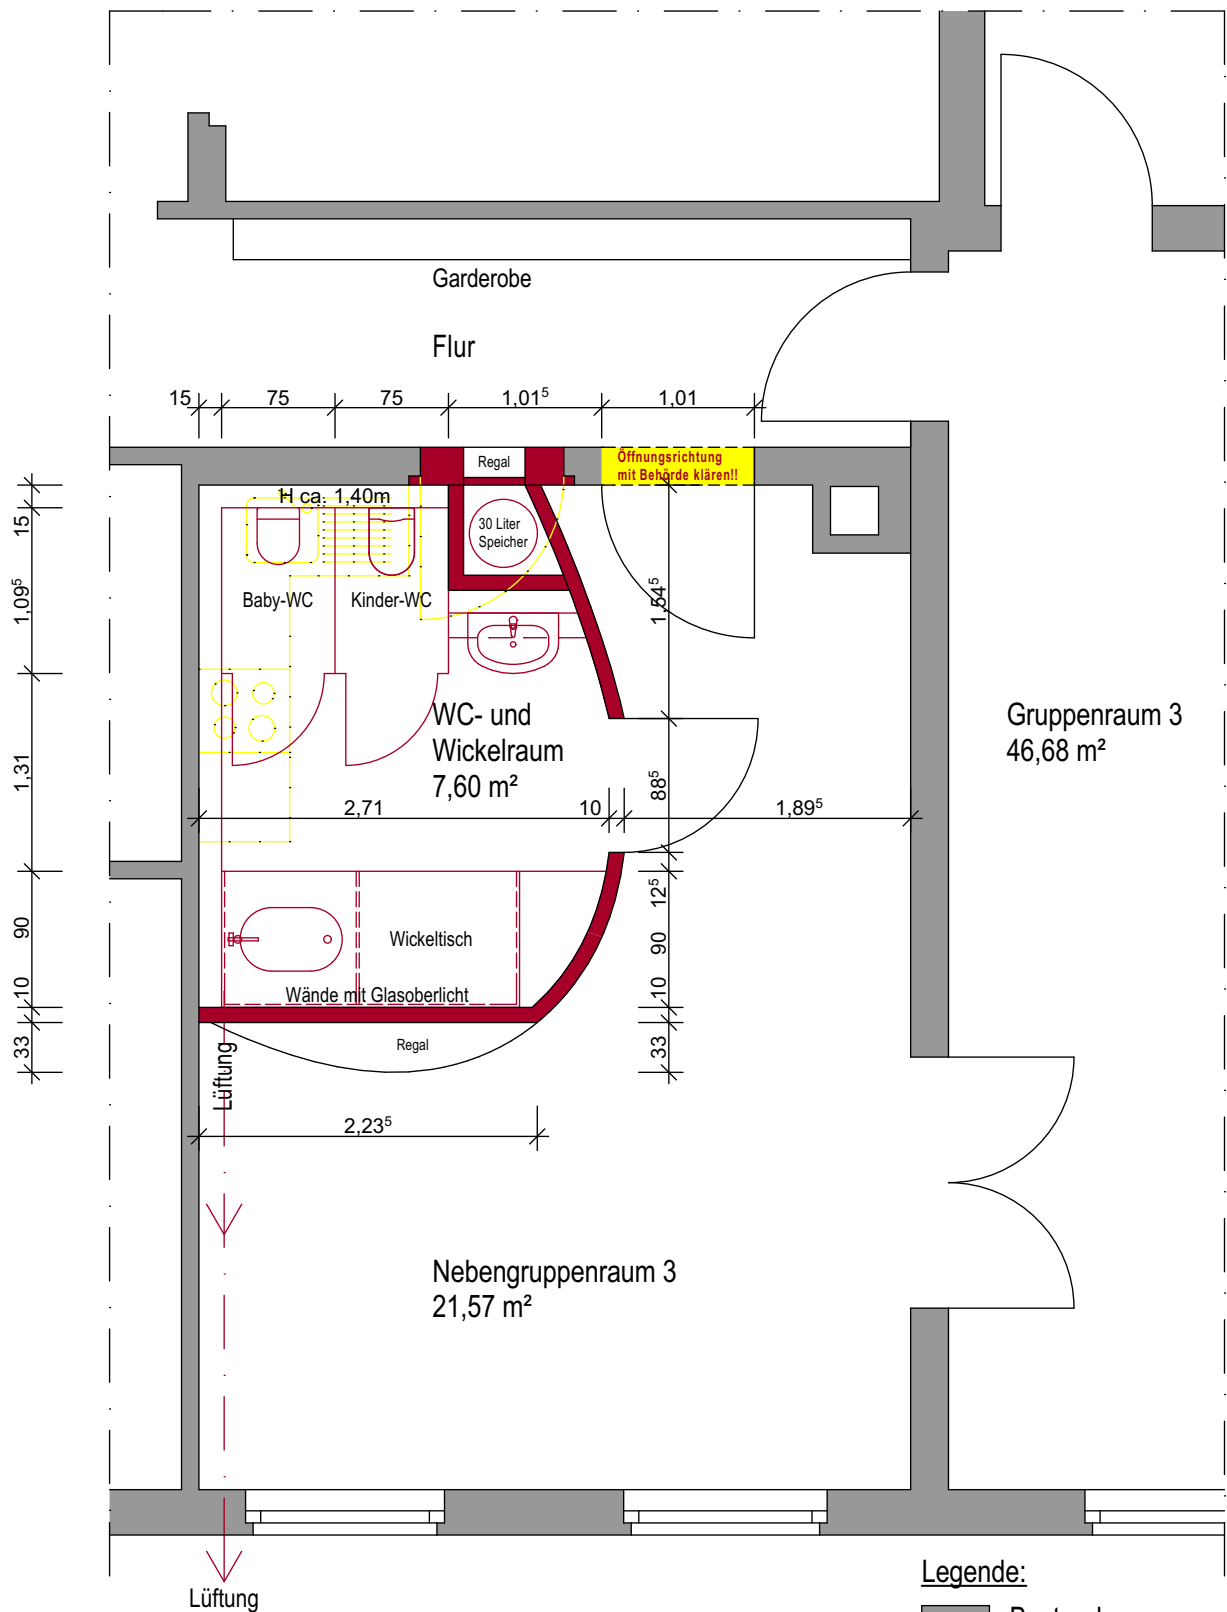 Garderobe
Flur
15
75
75
1,01⁵
1,01
Regal
Öffnungsrichtung
mit Behörde klären!!
H ca. 1,40m
30 Liter
Speicher
15
1,09⁵
1,31
90
10
33
Baby-WC
Kinder-WC
1,54⁵
WC- und
Wickelraum
7,60 m²
Gruppenraum 3
46,68 m²
88⁵
2,71
10
1,89⁵
12⁵
90
10
33
Wickeltisch
Wände mit Glasoberlicht
Regal
Lüftung
2,23⁵
Nebengruppenraum 3
21,57 m²
Lüftung
Legende: